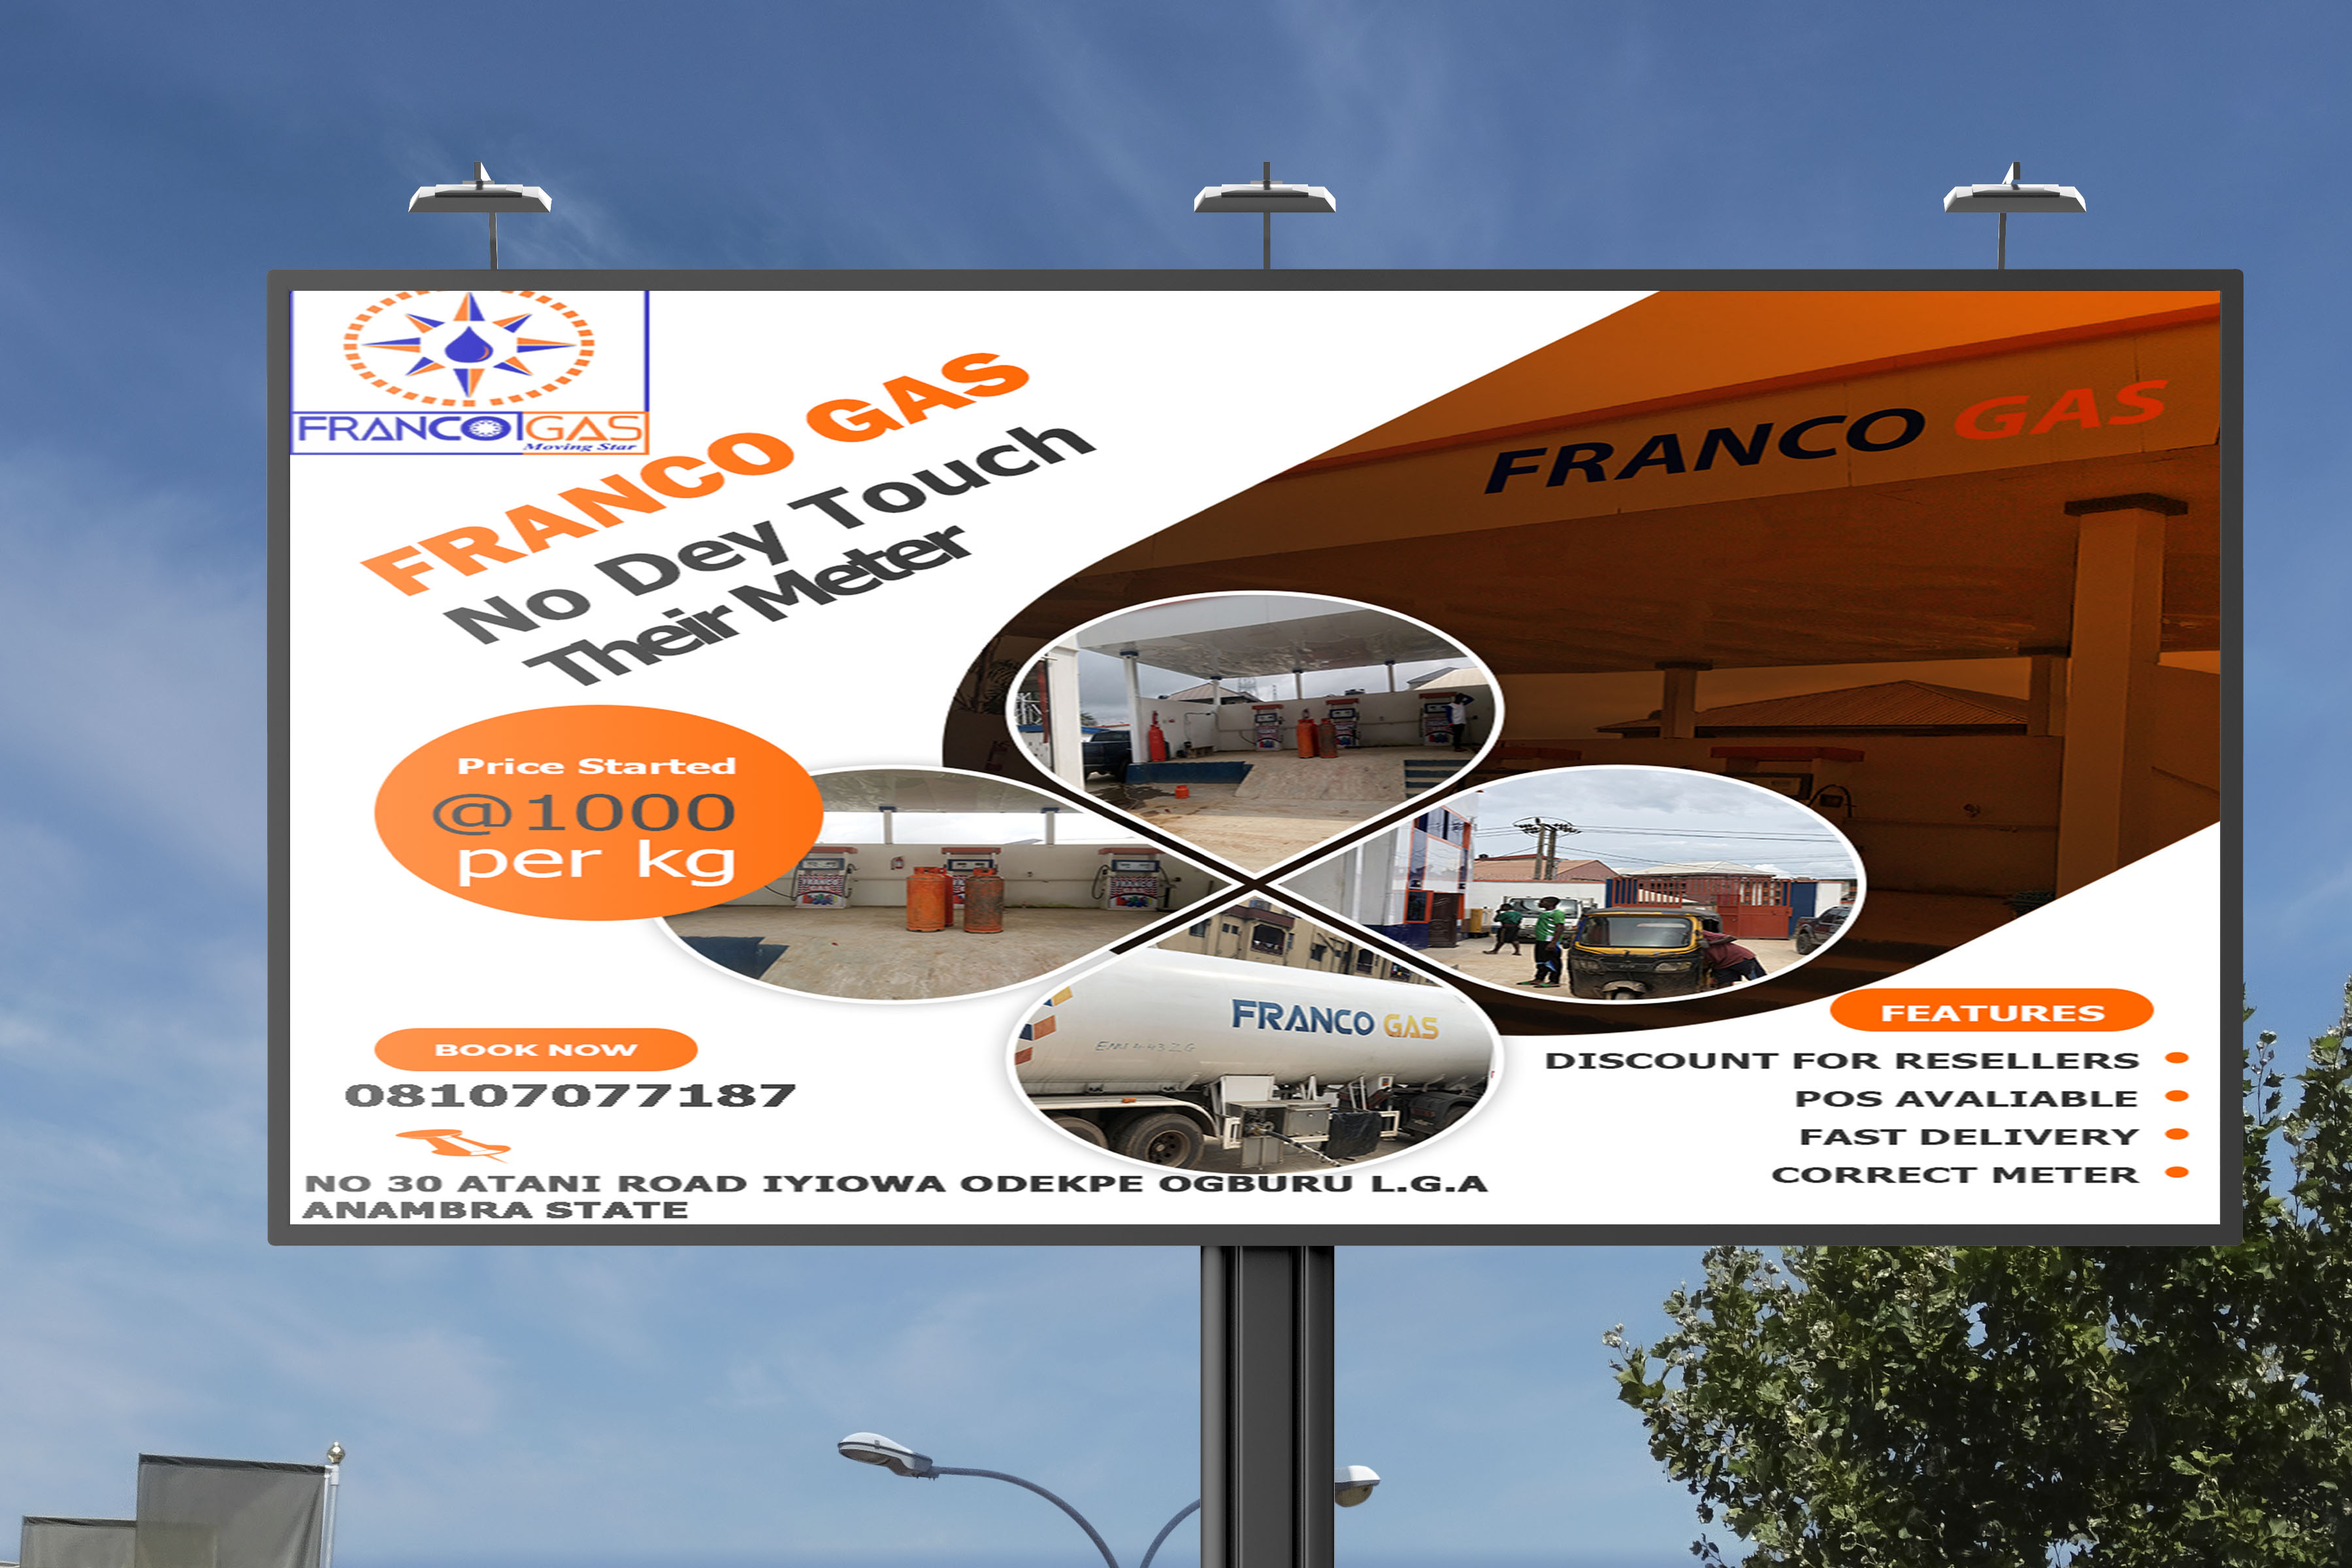 FRANCO GAS
Moving Star
FRANCO GAS
No Dey Touch
Their Meter
FRANCO GAS
Price Started
@1000
per kg
FRANCO GAS
BOOK NOW
08107077187
NO 30 ATANI ROAD IYIOWA ODEKPE OGBURU L.G.A
ANAMBRA STATE
FEATURES
DISCOUNT FOR RESELLERS
POS AVALIABLE
FAST DELIVERY
CORRECT METER